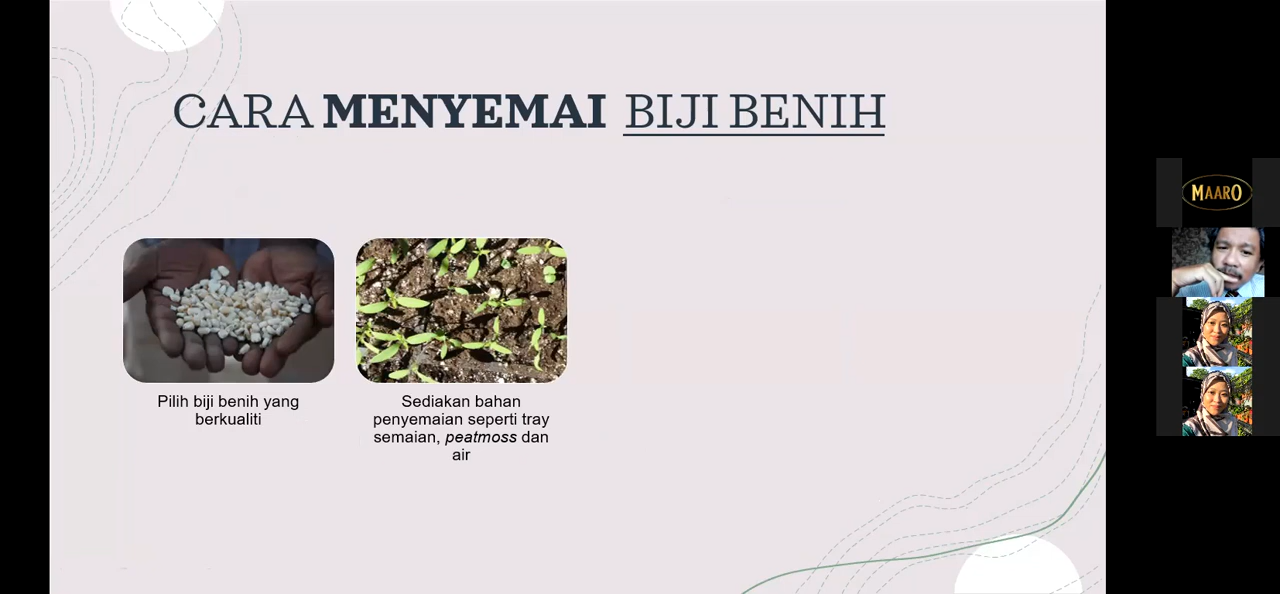 CARA MENYEMAI BIJI BENIH
Pilih biji benih yang
berkualiti
Sediakan bahan
penyemaian seperti tray
semaian, peatmoss dan
air
MAARO